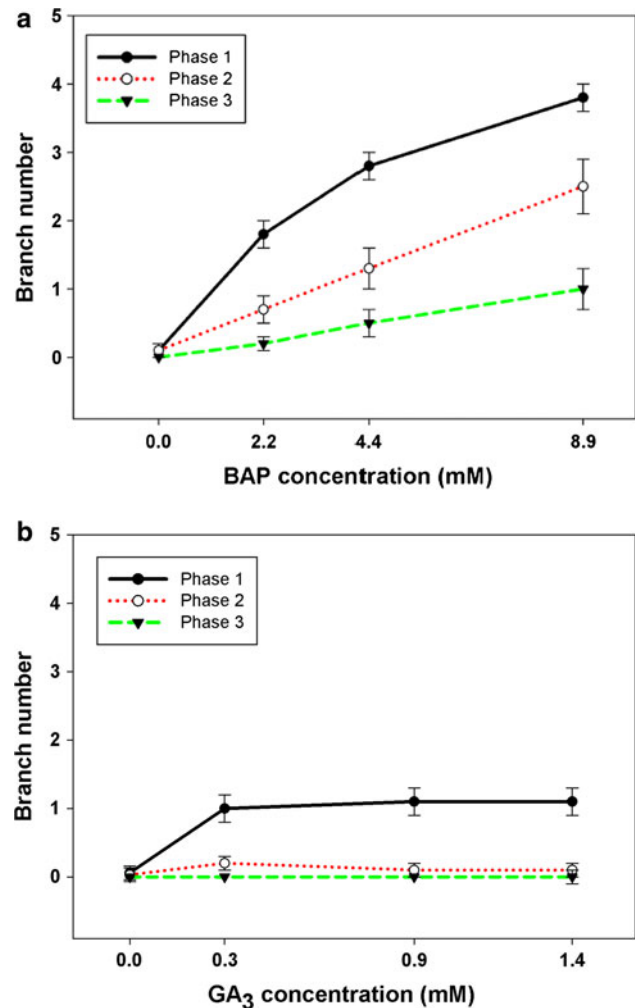 a
5
4
3
2
1
0
Branch number
Phase 1
Phase 2
Phase 3
0.0 2.2 4.4 8.9
BAP concentration (mM)
b
5
4
3
2
1
0
Branch number
Phase 1
Phase 2
Phase 3
0.0 0.3 0.9 1.4
GA3 concentration (mM)